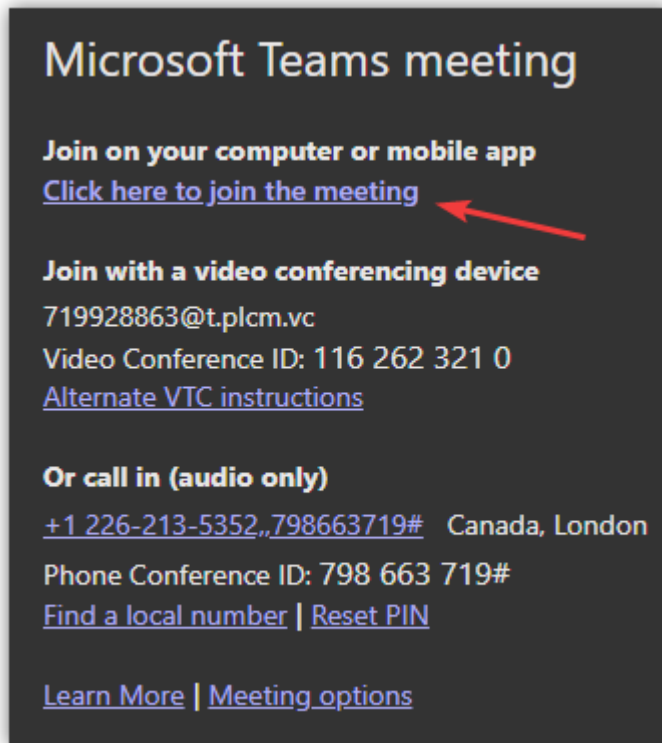 Microsoft Teams meeting
Join on your computer or mobile app
Click here to join the meeting
Join with a video conferencing device
719928863@t.plcm.vc
Video Conference ID: 116 262 321 0
Alternate VTC instructions
Or call in (audio only)
+1 226-213-5352,,798663719# Canada, London
Phone Conference ID: 798 663 719#
Find a local number | Reset PIN
Learn More | Meeting options